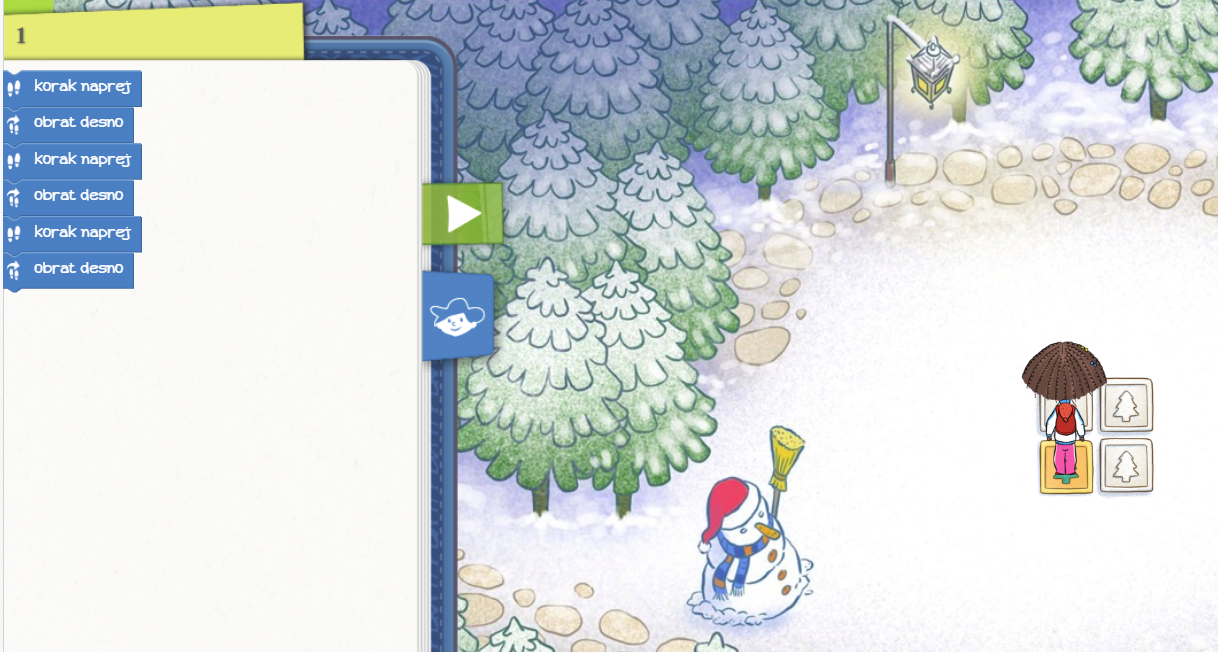 1
korak naprej
obrat desno
korak naprej
obrat desno
korak naprej
obrat desno